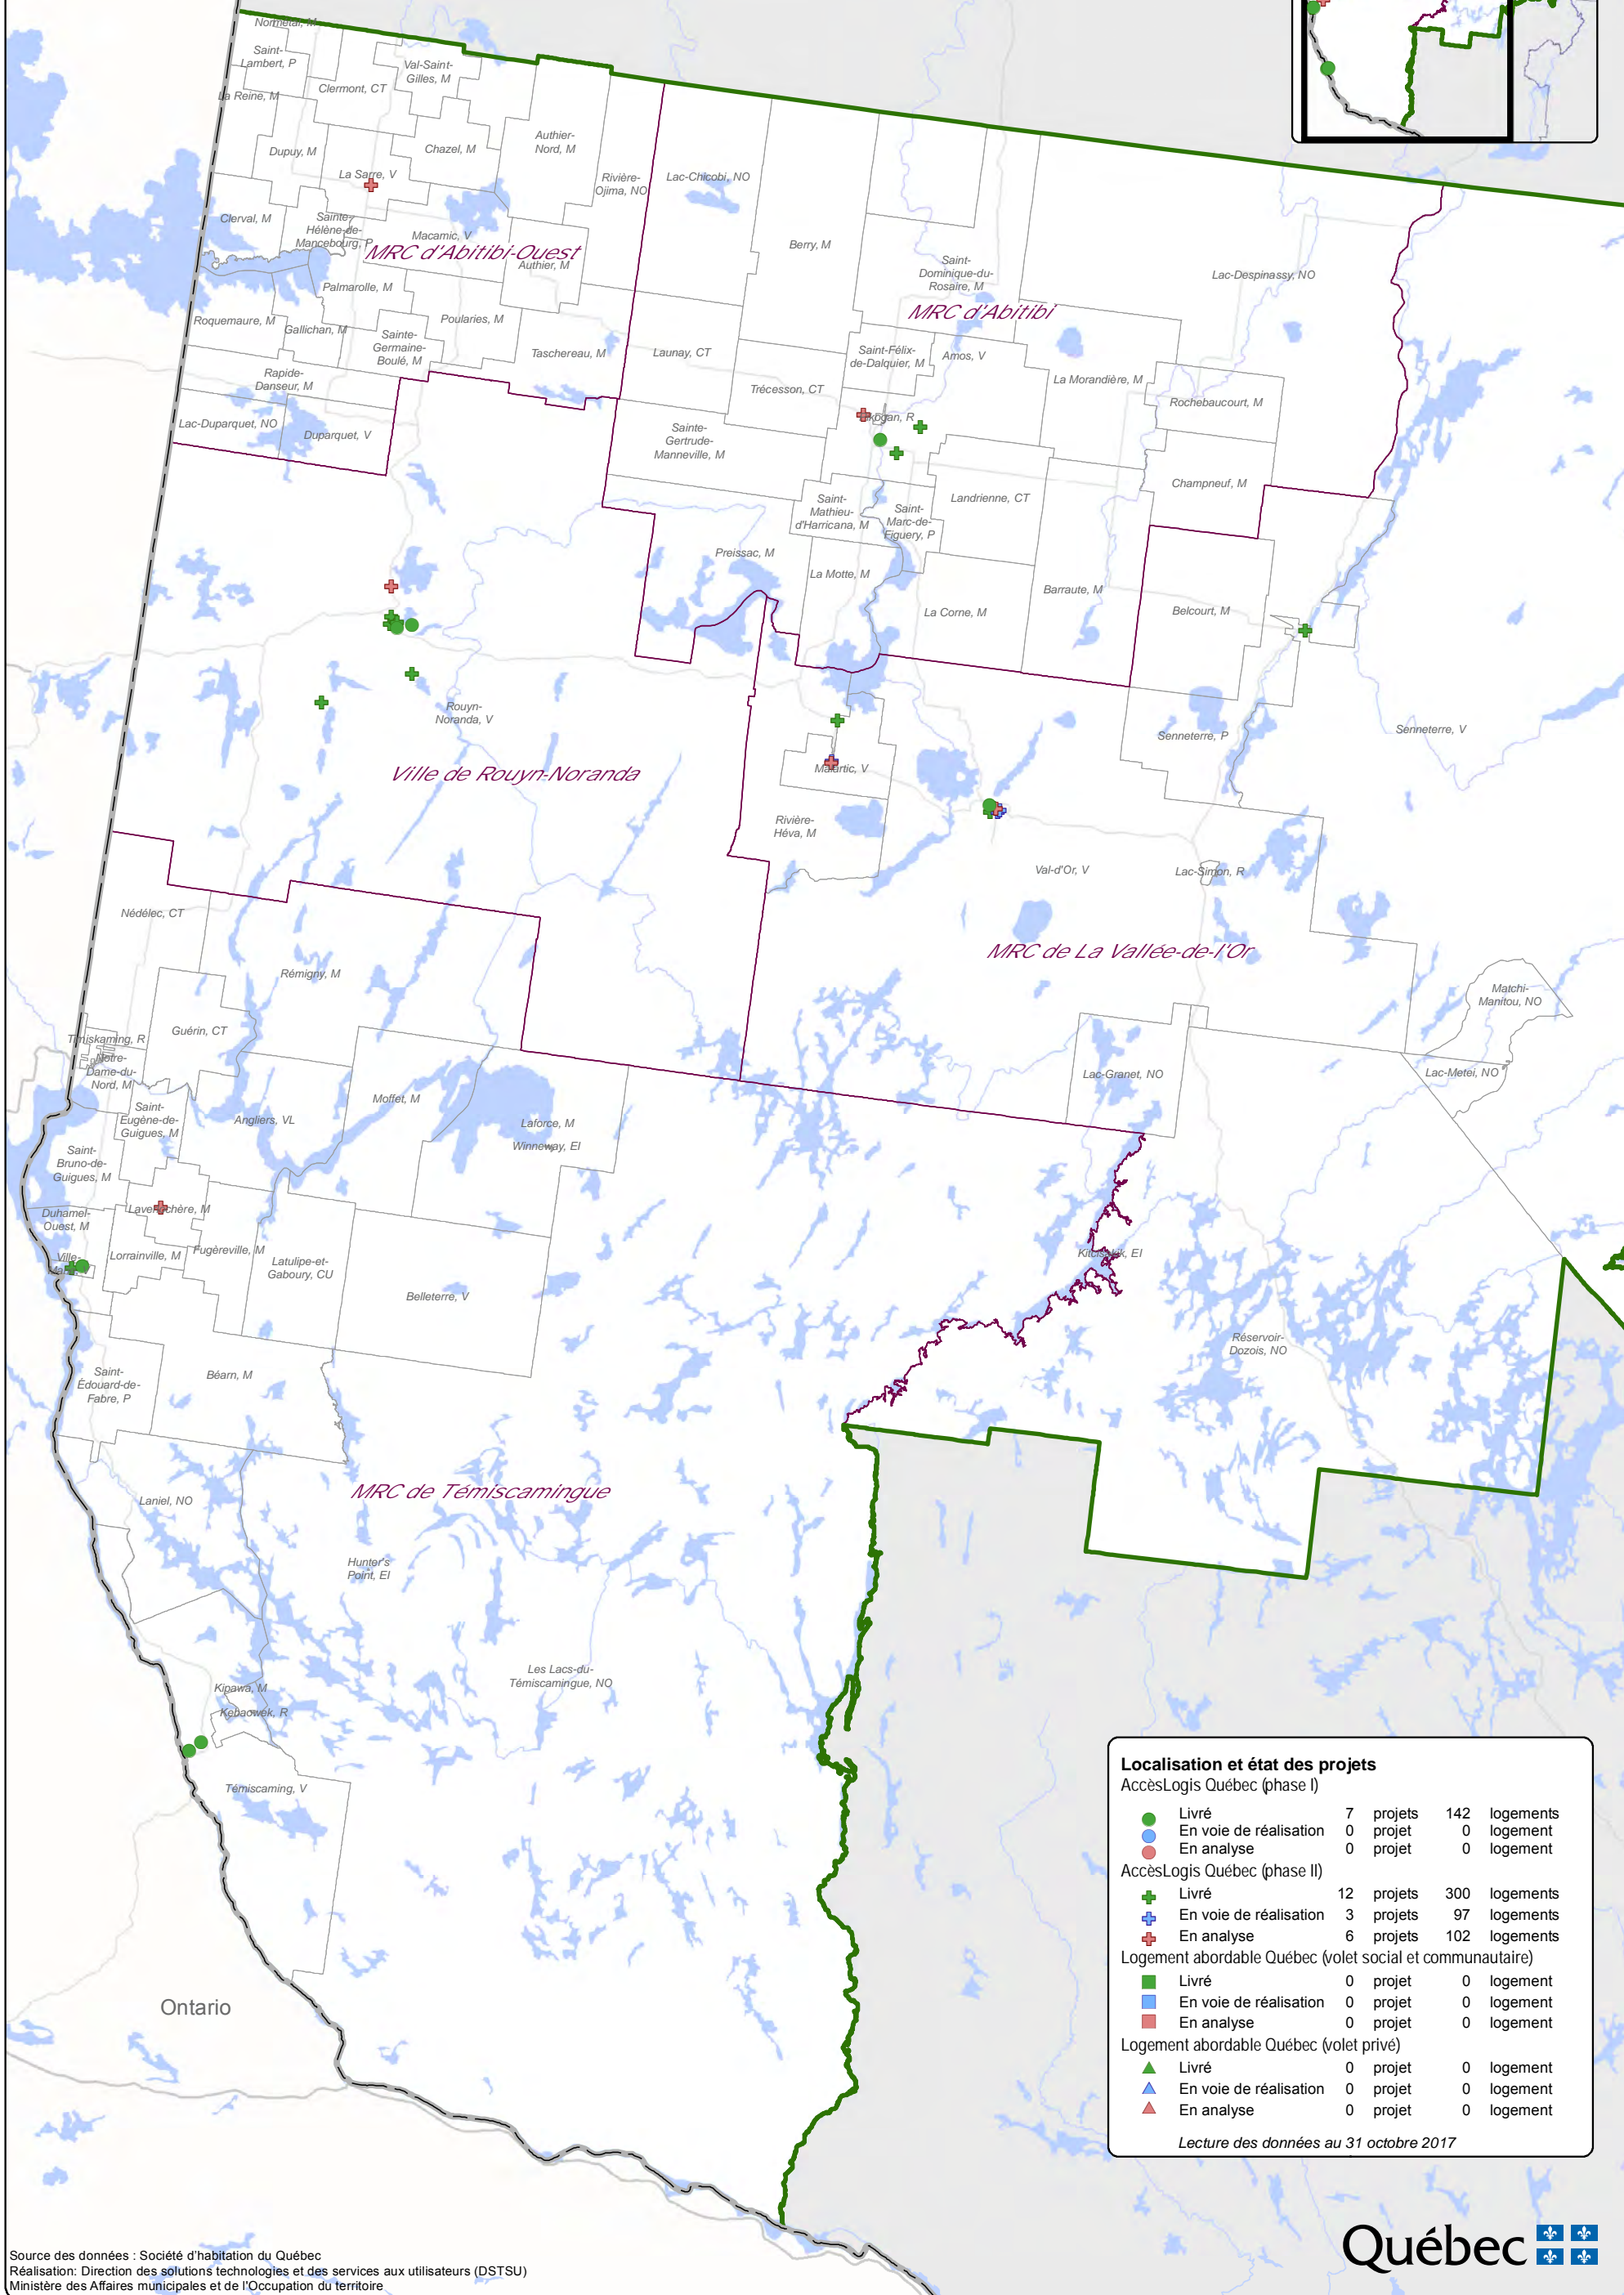 Normétal, M
Saint-
Lambert, P
La Reine, M
Clermont, CT
Val-Saint-
Gilles, M
Dupuy, M
Chazel, M
Authier-
Nord, M
La Sarre, V
Rivière-
Ojima, NO
Lac-Chicobi, NO
Clerval, M
Sainte-
Hélène-de-
Mancebourg, P
Macamic, V
MRC d'Abitibi-Ouest
Authier, M
Berry, M
Saint-
Dominique-du-
Rosaire, M
Lac-Despinassy, NO
Palmarolle, M
MRC d'Abitibi
Roquemaure, M
Gallichan, M
Sainte-
Germaine-
Boulé, M
Poularies, M
Taschereau, M
Launay, CT
Saint-Félix-
de-Dalquier, M
Amos, V
La Morandière, M
Rapide-
Danseur, M
Trécesson, CT
Rochebaucourt, M
Lac-Duparquet, NO
Duparquet, V
Sainte-
Gertrude-
Manneville, M
Champneuf, M
Saint-
Mathieu-
d'Harricana, M
Saint-
Marc-de-
Figuery, P
Landrienne, CT
Preissac, M
La Motte, M
La Corne, M
Barraute, M
Belcourt, M
Rouyn-
Noranda, V
Senneterre, P
Senneterre, V
Ville de Rouyn-Noranda
Malartic, V
Rivière-
Héva, M
Val-d'Or, V
Lac-Simon, R
MRC de La Vallée-de-l'Or
Nédélec, CT
Rémigny, M
Matchi-
Manitou, NO
Guérin, CT
Timiskaming, R
Notre-
Dame-du-
Nord, M
Lac-Granet, NO
Lac-Metei, NO
Saint-
Eugène-de-
Guigues, M
Angliers, VL
Moffet, M
Laforce, M
Winneway, EI
Saint-
Bruno-de-
Guigues, M
Duhamel-
Ouest, M
Laverlochère, M
Lorrainville, M
Fugèreville, M
Latulipe-et-
Gaboury, CU
Kitcisakik, EI
Ville-
Belleterre, V
Réservoir-
Dozois, NO
Saint-
Édouard-de-
Fabre, P
Béarn, M
MRC de Témiscamingue
Laniel, NO
Hunter's
Point, EI
Les Lacs-du-
Témiscamingue, NO
Kipawa, M
Kebaowek, R
Témiscaming, V
Ontario
Localisation et état des projets
AccèsLogis Québec (phase I)
Livré 7 projets 142 logements
En voie de réalisation 0 projet 0 logement
En analyse 0 projet 0 logement
AccèsLogis Québec (phase II)
Livré 12 projets 300 logements
En voie de réalisation 3 projets 97 logements
En analyse 6 projets 102 logements
Logement abordable Québec (volet social et communautaire)
Livré 0 projet 0 logement
En voie de réalisation 0 projet 0 logement
En analyse 0 projet 0 logement
Logement abordable Québec (volet privé)
Livré 0 projet 0 logement
En voie de réalisation 0 projet 0 logement
En analyse 0 projet 0 logement
Lecture des données au 31 octobre 2017
Québec
Source des données : Société d'habitation du Québec
Réalisation: Direction des solutions technologies et des services aux utilisateurs (DSTSU)
Ministère des Affaires municipales et de l'Occupation du territoire